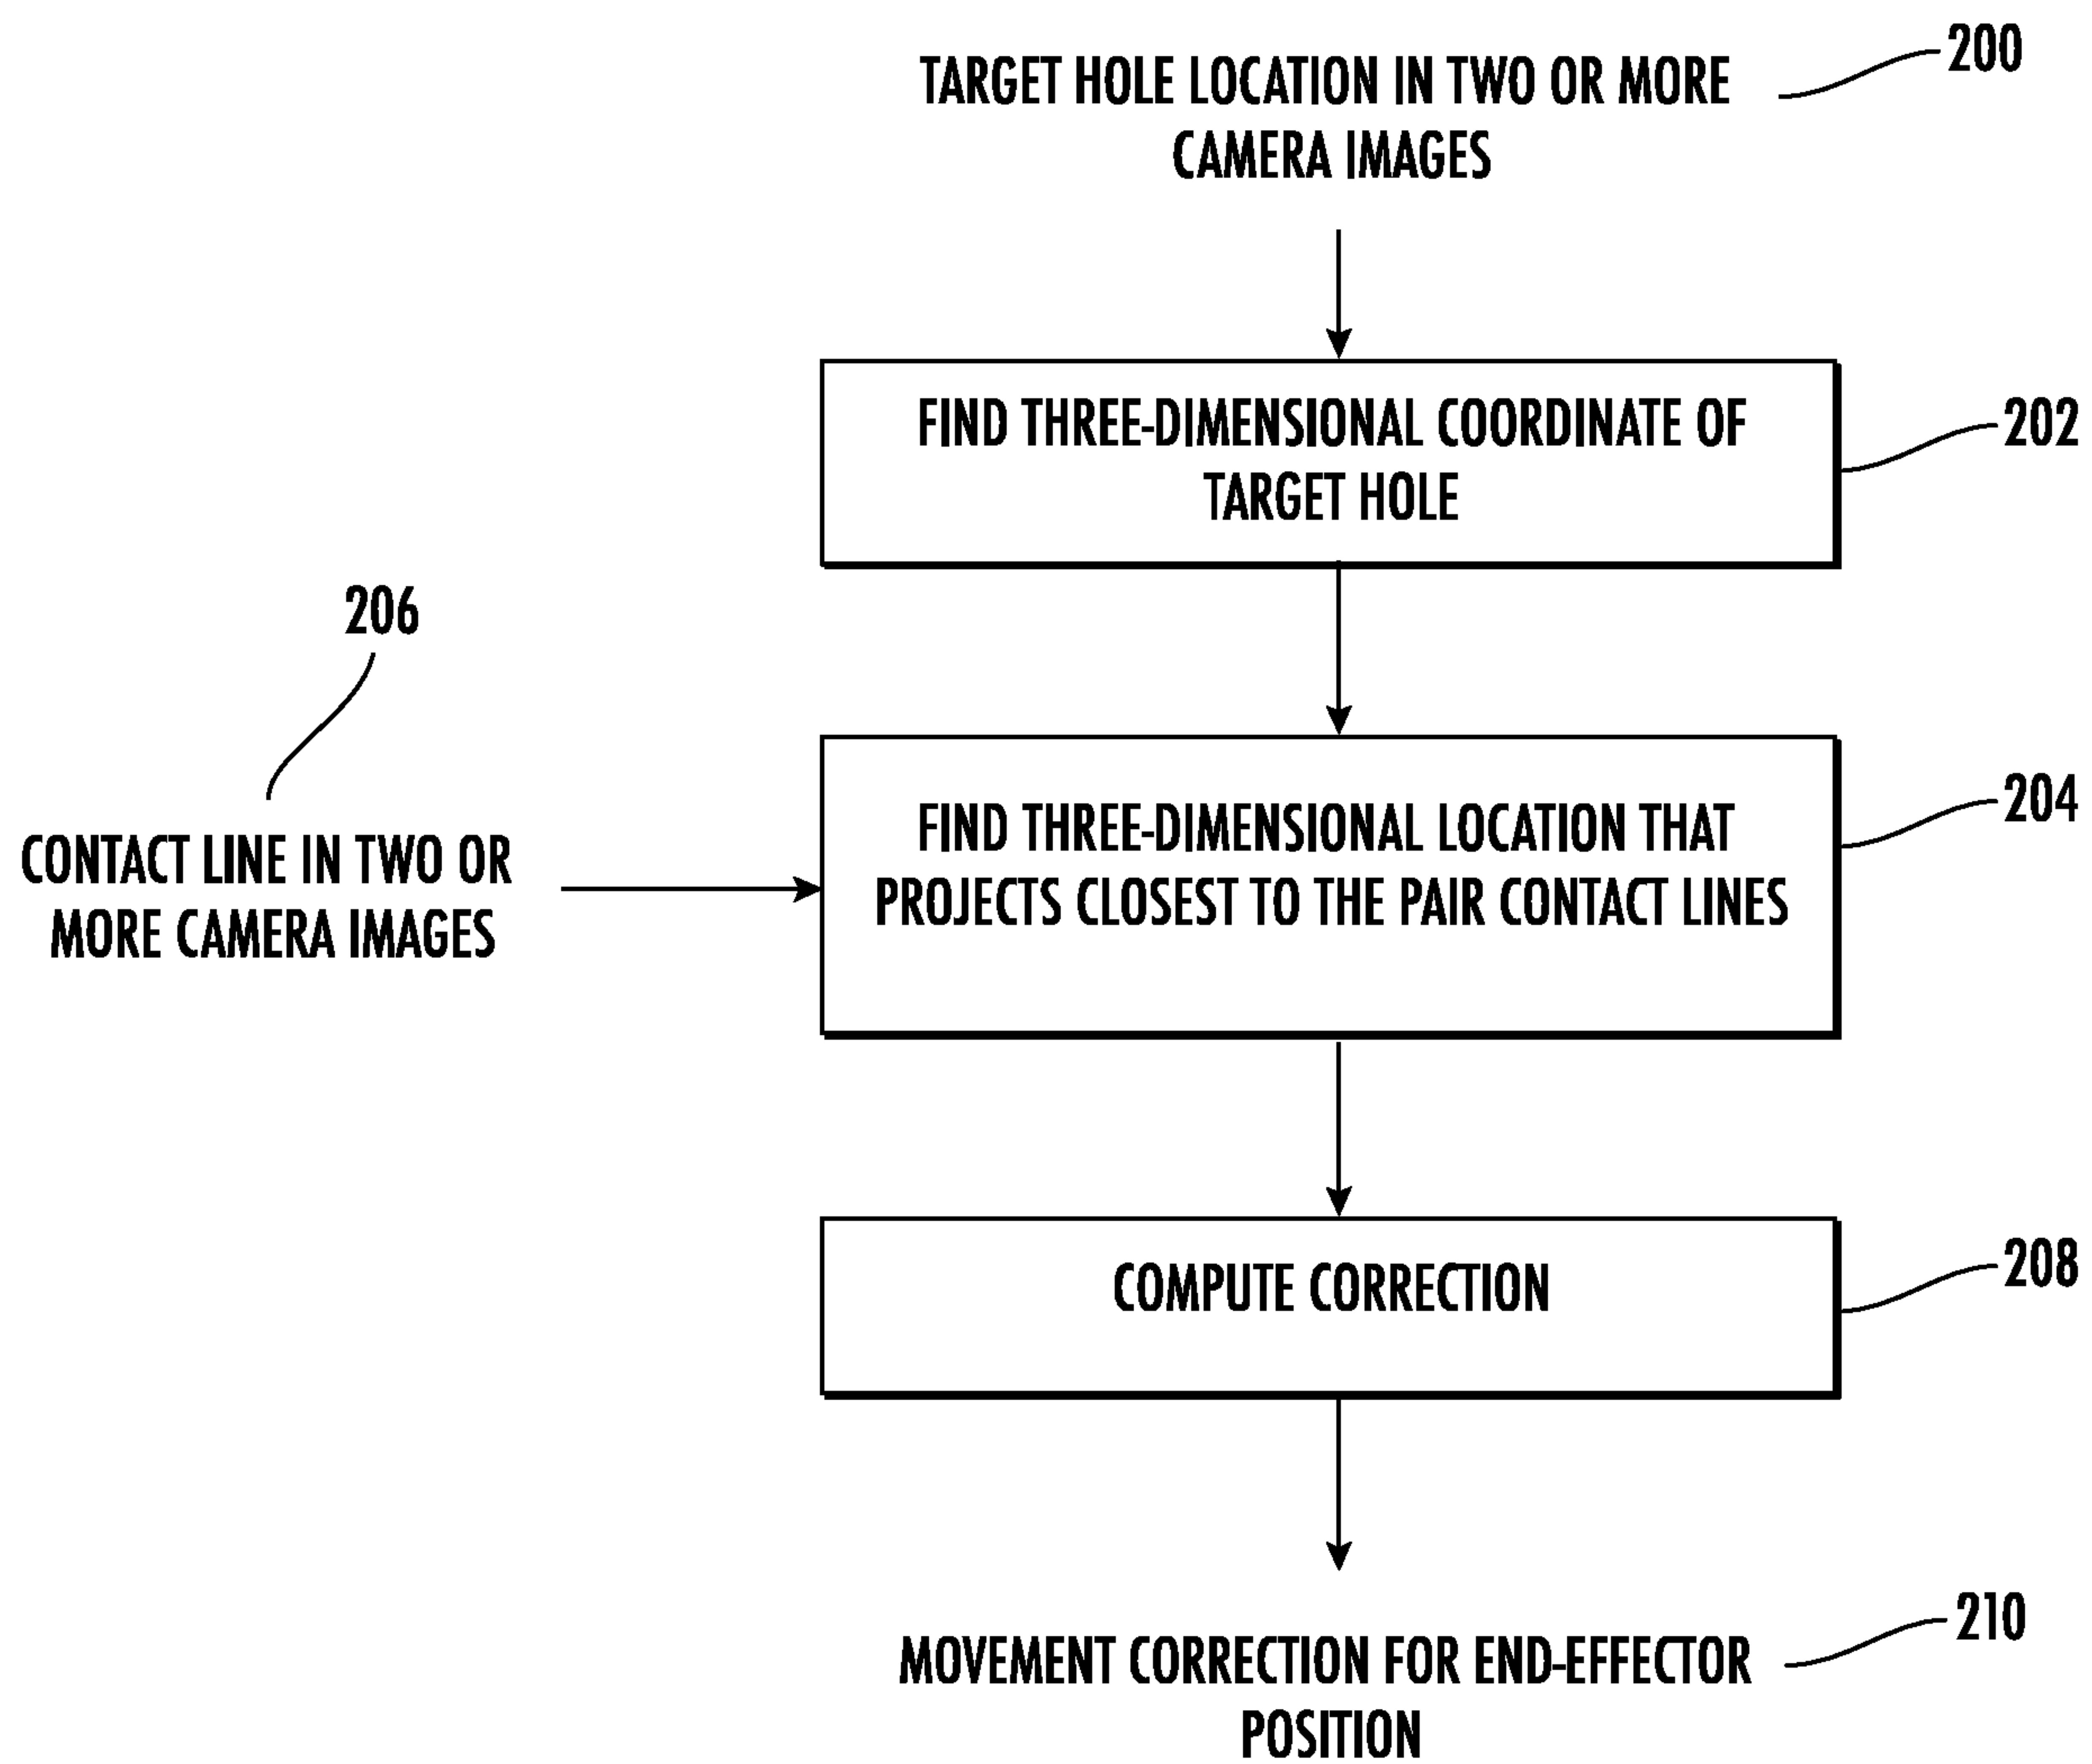 200
TARGET HOLE LOCATION IN TWO OR MORE
CAMERA IMAGES
202
FIND THREE-DIMENSIONAL COORDINATE OF
TARGET HOLE
206
CONTACT LINE IN TWO OR
MORE CAMERA IMAGES
204
FIND THREE-DIMENSIONAL LOCATION THAT
PROJECTS CLOSEST TO THE PAIR CONTACT LINES
208
COMPUTE CORRECTION
210
MOVEMENT CORRECTION FOR END-EFFECTOR
POSITION